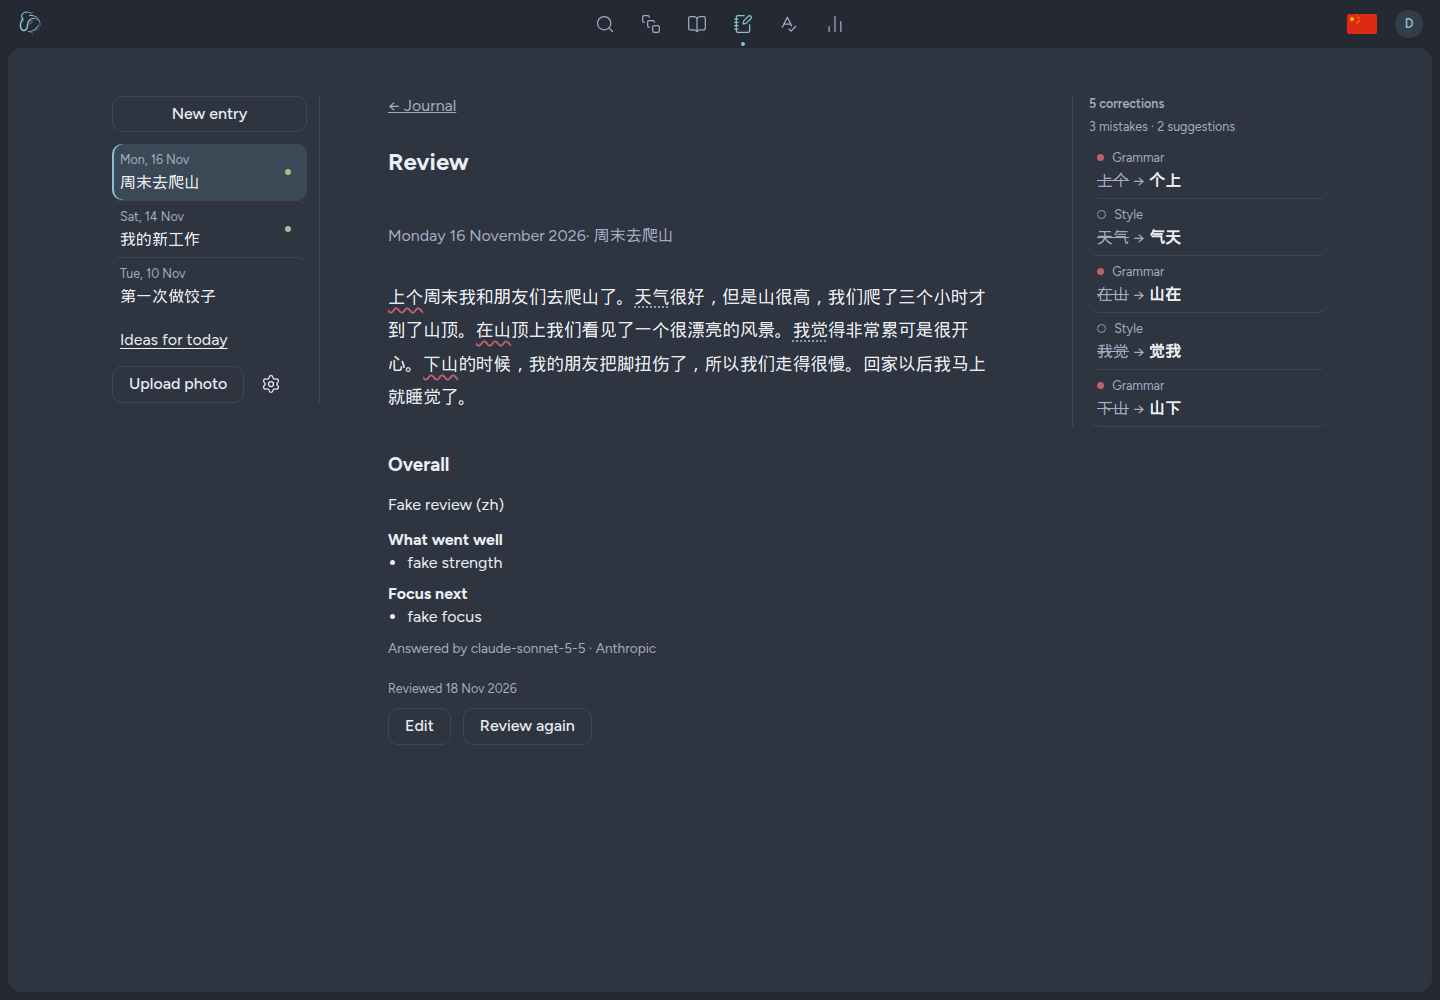 D
New entry
Mon, 16 Nov
周末去爬山
Sat, 14 Nov
我的新工作
Tue, 10 Nov
第一次做饺子
Ideas for today
Upload photo
← Journal
Review
Monday 16 November 2026· 周末去爬山
上个周末我和朋友们去爬山了。天气很好，但是山很高，我们爬了三个小时才
到了山顶。在山顶上我们看见了一个很漂亮的风景。我觉得非常累可是很开
心。下山的时候，我的朋友把脚扭伤了，所以我们走得很慢。回家以后我马上
就睡觉了。
Overall
Fake review (zh)
What went well
• fake strength
Focus next
• fake focus
Answered by claude-sonnet-5-5 · Anthropic
Reviewed 18 Nov 2026
Edit
Review again
5 corrections
3 mistakes · 2 suggestions
Grammar
上个 → 个上
Style
天气 → 气天
Grammar
在山 → 山在
Style
我觉 → 觉我
Grammar
下山 → 山下